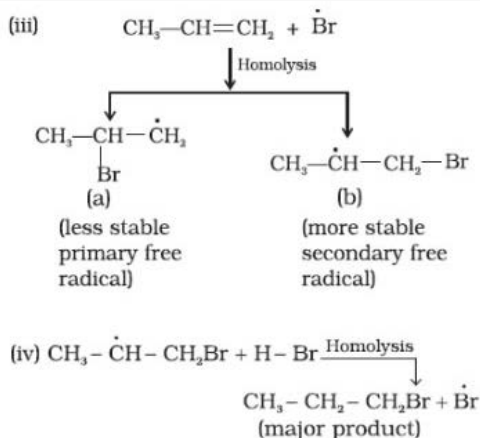 (iii) CH₃—CH=CH₂ + Ḃr
Homolysis
CH₃—CH—ĊH₂
Br
(a)
(less stable
primary free
radical)
CH₃—ĊH—CH₂—Br
(b)
(more stable
secondary free
radical)
(iv) CH₃– ĊH– CH₂Br + H– Br Homolysis
CH₃– CH₂– CH₂Br + Ḃr
(major product)